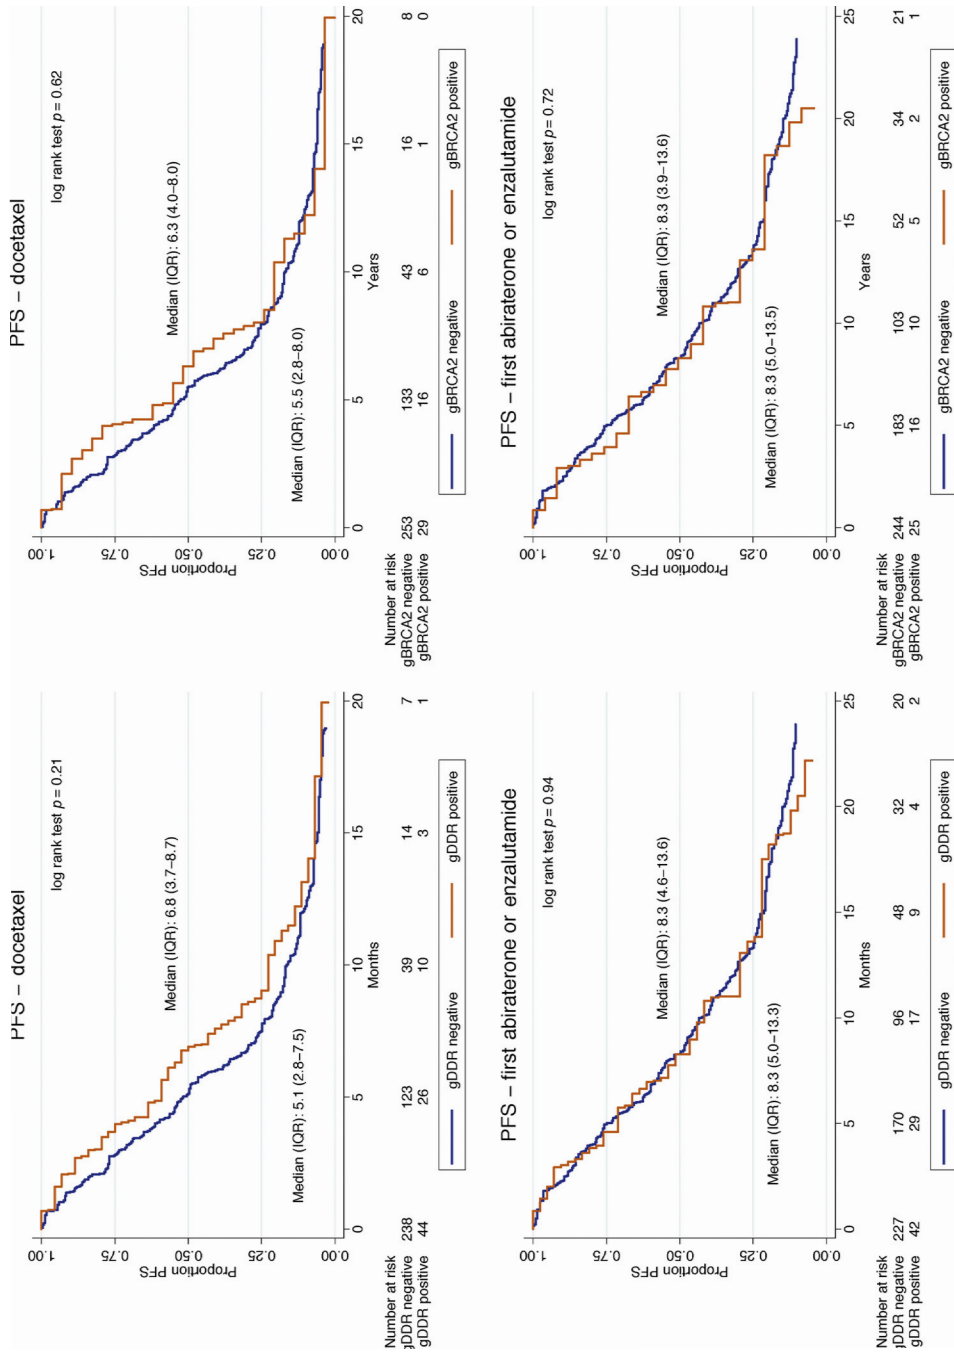 PFS – docetaxel
log rank test p = 0.21
Median (IQR): 6.8 (3.7–8.7)
Median (IQR): 5.1 (2.8–7.5)
Proportion PFS
1.00
0.75
0.50
0.25
0.00
0 5 10 15 20
Months
Number at risk
gDDR negative 238 123 39 14 7
gDDR positive 44 26 10 3 1
gDDR negative gDDR positive
PFS – docetaxel
log rank test p = 0.62
Median (IQR): 6.3 (4.0–8.0)
Median (IQR): 5.5 (2.8–8.0)
Proportion PFS
1.00
0.75
0.50
0.25
0.00
0 5 10 15 20
Years
Number at risk
gBRCA2 negative 253 133 43 16 8
gBRCA2 positive 29 16 6 1 0
gBRCA2 negative gBRCA2 positive
PFS – first abiraterone or enzalutamide
log rank test p = 0.94
Median (IQR): 8.3 (4.6–13.6)
Median (IQR): 8.3 (5.0–13.3)
Proportion PFS
1.00
0.75
0.50
0.25
0.00
0 5 10 15 20 25
Months
Number at risk
gDDR negative 227 170 96 48 32 20
gDDR positive 42 29 17 9 4 2
gDDR negative gDDR positive
PFS – first abiraterone or enzalutamide
log rank test p = 0.72
Median (IQR): 8.3 (3.9–13.6)
Median (IQR): 8.3 (5.0–13.5)
Proportion PFS
1.00
0.75
0.50
0.25
0.00
0 5 10 15 20 25
Years
Number at risk
gBRCA2 negative 244 183 103 52 34 21
gBRCA2 positive 25 16 10 5 2 1
gBRCA2 negative gBRCA2 positive